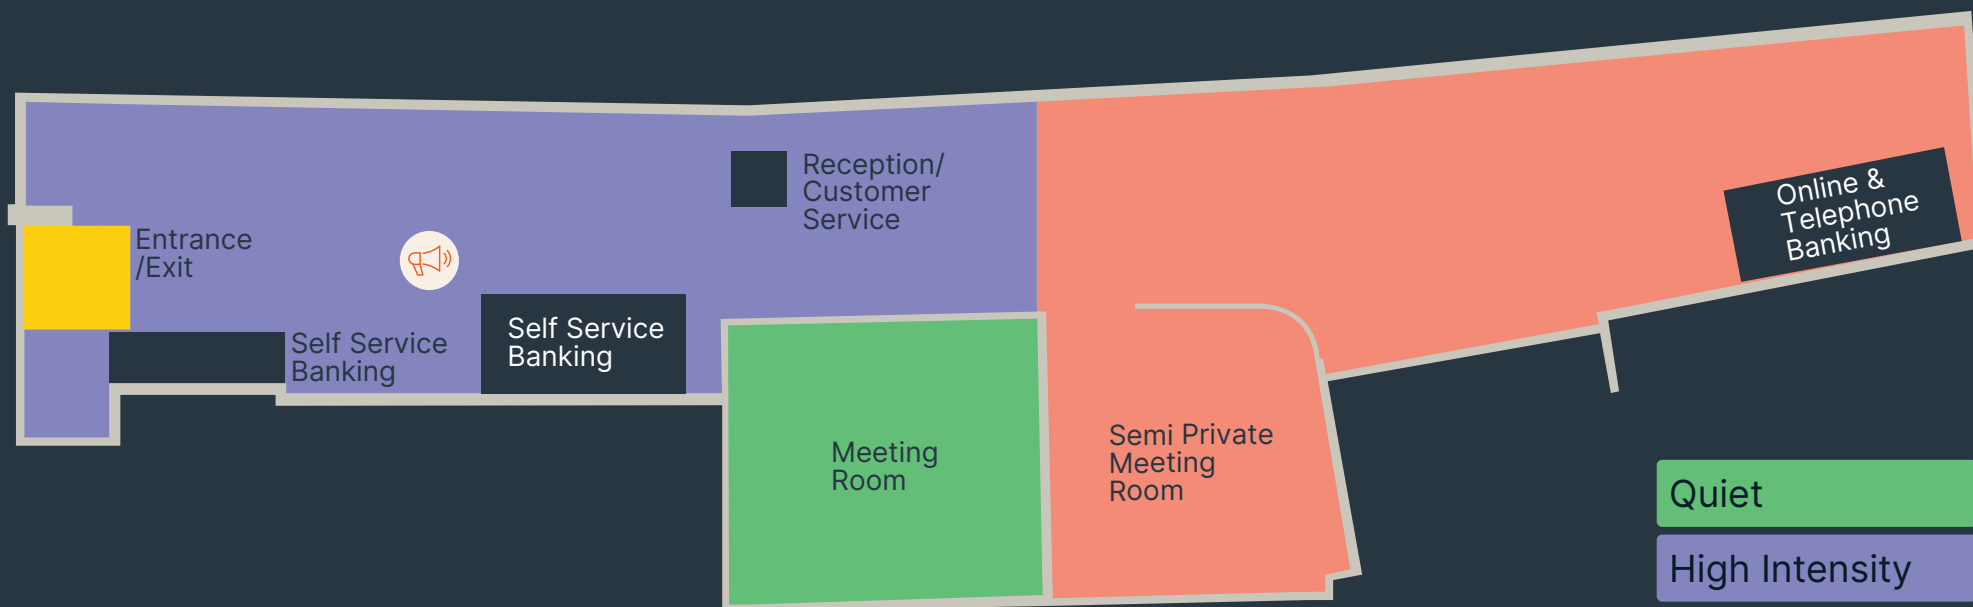 Reception/
Customer
Service
Online &
Telephone
Banking
Entrance
/Exit
Self Service
Banking
Self Service
Banking
Meeting
Room
Semi Private
Meeting
Room
Quiet
High Intensity